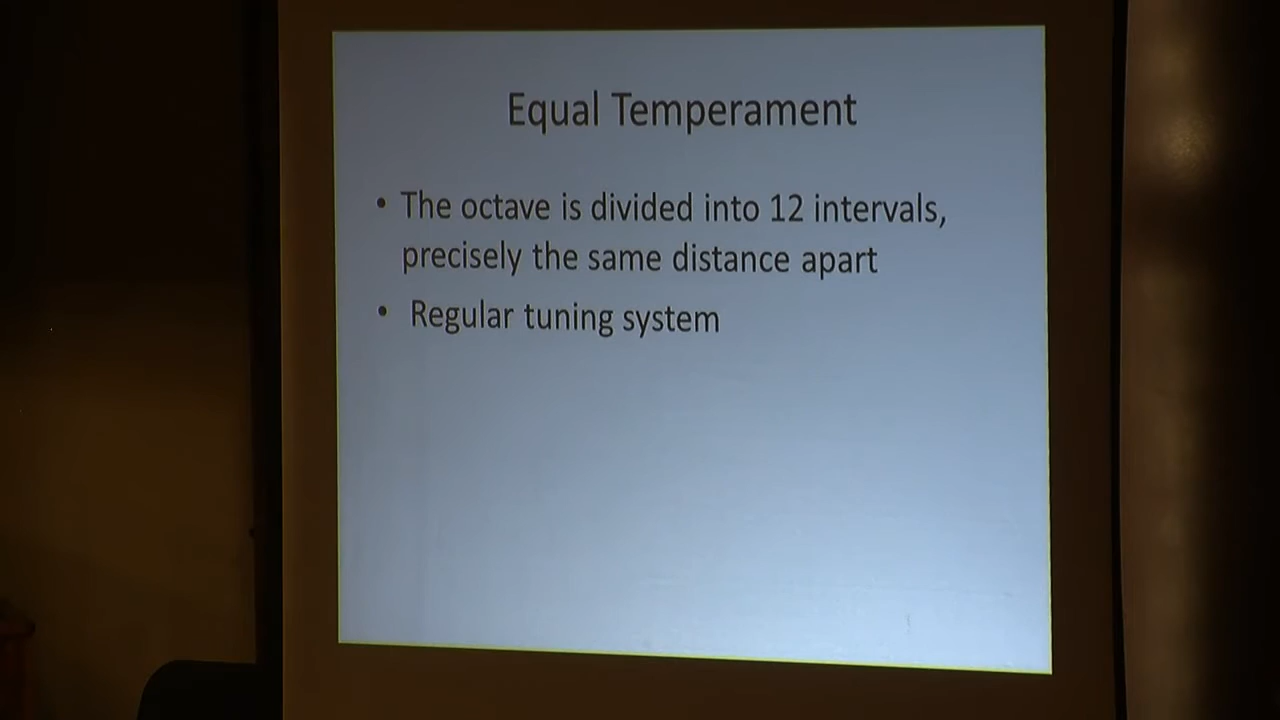 Equal Temperament
• The octave is divided into 12 intervals,
precisely the same distance apart
• Regular tuning system